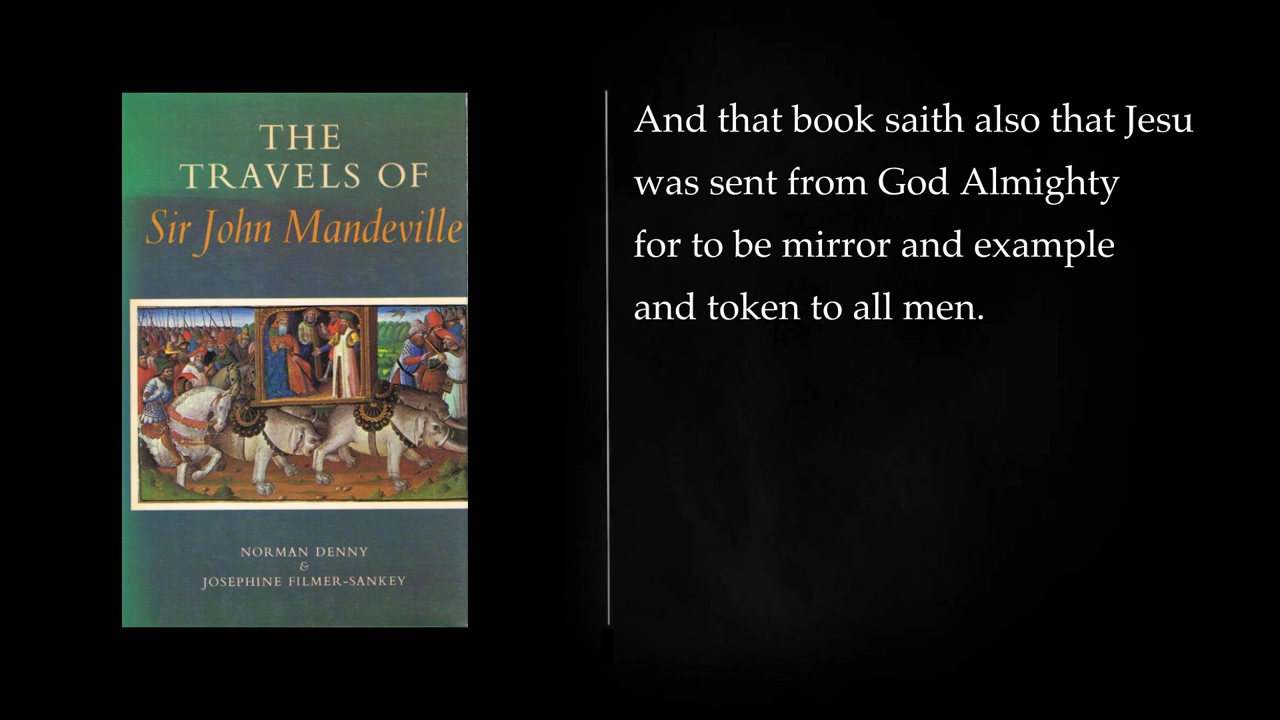 THE
TRAVELS OF
Sir John Mandeville
NORMAN DENNY
&
JOSEPHINE FILMER-SANKEY
And that book saith also that Jesu
was sent from God Almighty
for to be mirror and example
and token to all men.